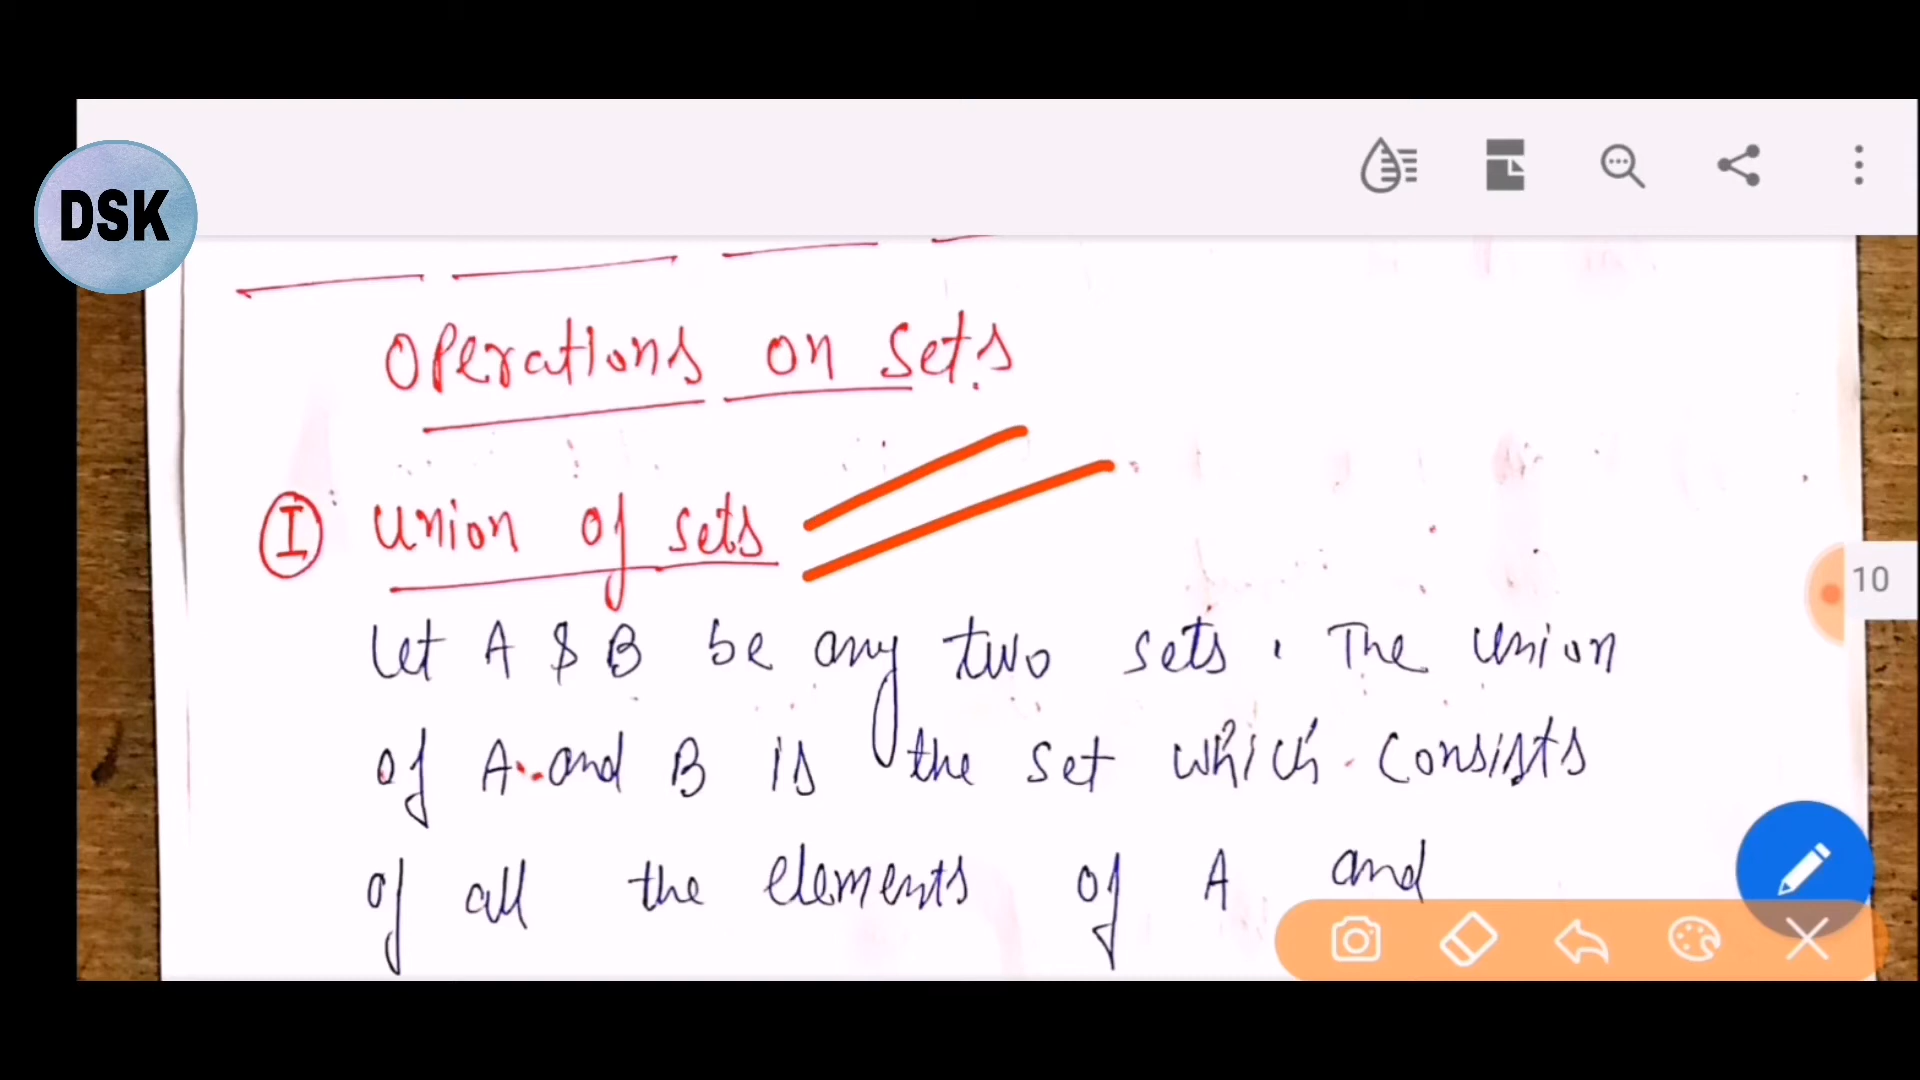 DSK
Operations on sets
I union of sets
Let A $ B be any two sets. The union
of A and B is the set which consists
of all the elements of A and
10